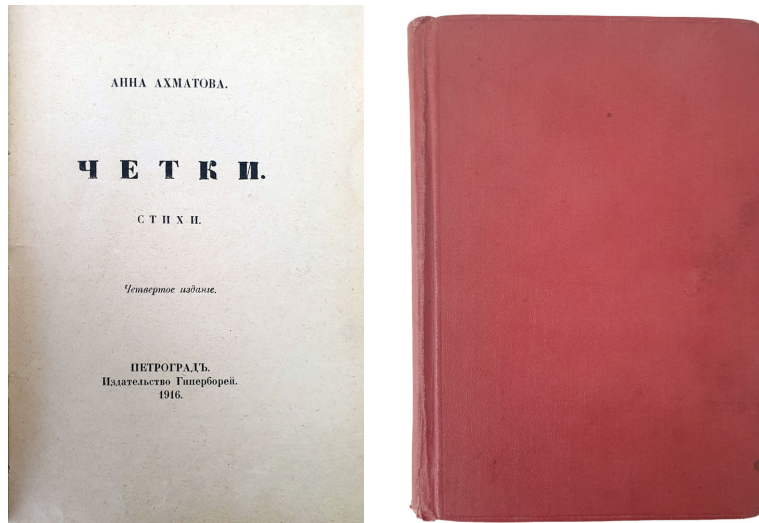 АННА АХМАТОВА.
ЧЕТКИ.
СТИХИ.
Четвертое изданіе.
ПЕТРОГРАДЪ.
Издательство Гиперборей.
1916.